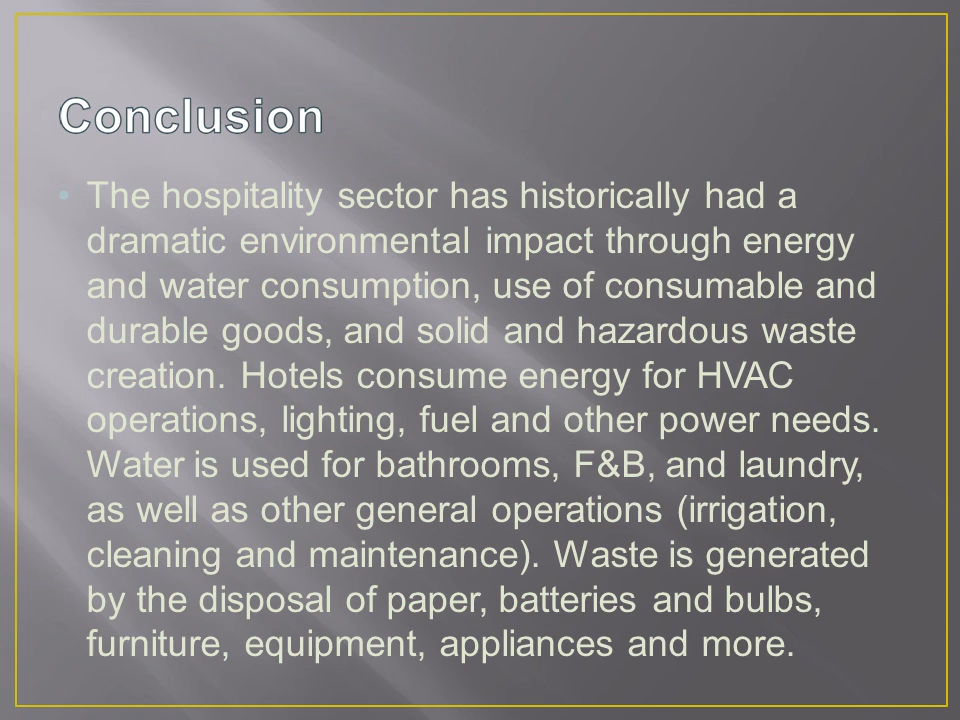 Conclusion
• The hospitality sector has historically had a
dramatic environmental impact through energy
and water consumption, use of consumable and
durable goods, and solid and hazardous waste
creation. Hotels consume energy for HVAC
operations, lighting, fuel and other power needs.
Water is used for bathrooms, F&B, and laundry,
as well as other general operations (irrigation,
cleaning and maintenance). Waste is generated
by the disposal of paper, batteries and bulbs,
furniture, equipment, appliances and more.